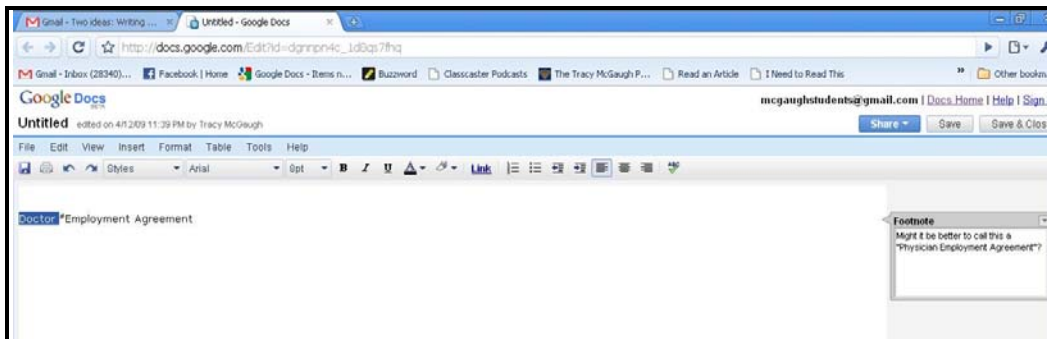 Gmail - Two ideas: Writing ... Untitled - Google Docs
http://docs.google.com/Edit?id=dgnnpn4c_1d8qs7fhq
Gmail - Inbox (28340)... Facebook | Home Google Docs - Items n... Buzzword Classcaster Podcasts The Tracy McGaugh P... Read an Article I Need to Read This Other bookm
Google Docs BETA mcgaughstudents@gmail.com | Docs Home | Help | Sign
Untitled edited on 4/12/09 11:39 PM by Tracy McGaugh Share Save Save & Clos
File Edit View Insert Format Table Tools Help
Styles Arial 8pt B I U A Link
Doctor #Employment Agreement
Footnote
Might it be better to call this a
"Physician Employment Agreement"?